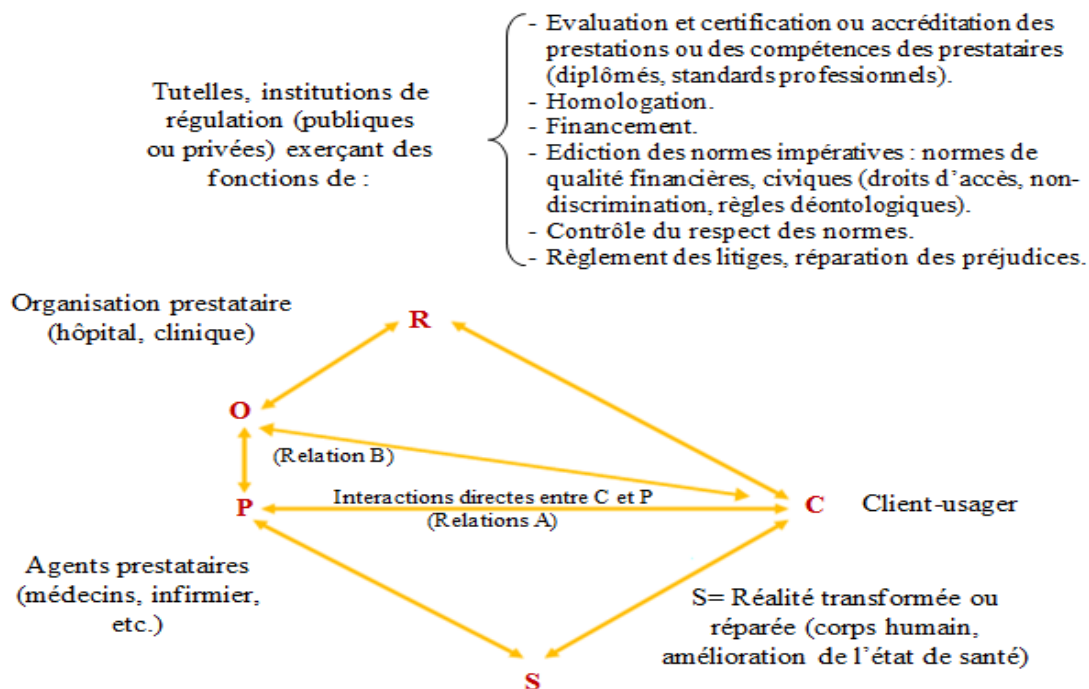 - Evaluation et certification ou accréditation des
prestations ou des compétences des prestataires
(diplômés, standards professionnels).
- Homologation.
- Financement.
- Ediction des normes impératives : normes de
qualité financières, civiques (droits d'accès, non-
discrimination, règles déontologiques).
- Contrôle du respect des normes.
- Règlement des litiges, réparation des préjudices.
Tutelles, institutions de
régulation (publiques
ou privées) exerçant des
fonctions de :
Organisation prestataire
(hôpital, clinique)
R
O
(Relation B)
P
Interactions directes entre C et P
(Relations A)
C
Client-usager
Agents prestataires
(médecins, infirmier,
etc.)
S= Réalité transformée ou
réparée (corps humain,
amélioration de l'état de santé)
S